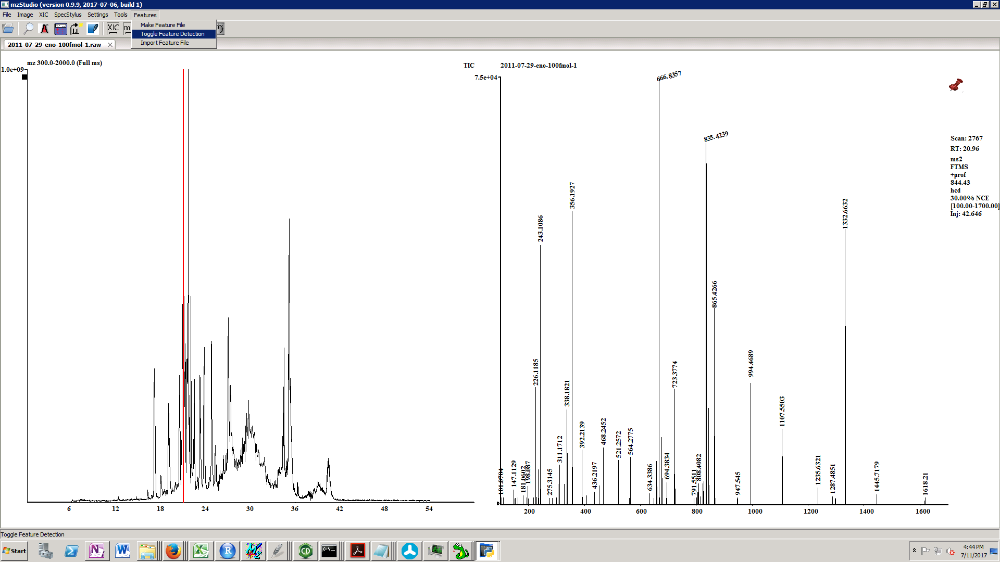 mzStudio (version 0.9.9, 2017-07-06, build 1)
File Image XIC SpecStylus Settings Tools Features
Make Feature File
Toggle Feature Detection
Import Feature File
XIC m
2011-07-29-eno-100fmol-1.raw
mz 300.0-2000.0 (Full ms)
1.0e+09
6 12 18 24 30 36 42 48 54
TIC 2011-07-29-eno-100fmol-1
7.5e+04
101.0704
147.1129
181.0602
198.087
226.1185
243.1086
275.3145
311.1712
338.1821
356.1927
392.2139
436.2197
468.2452
521.2572
564.2775
634.3386
666.8357
694.3834
723.3774
791.5511
808.4082
835.4239
865.4266
947.545
994.4689
1107.5503
1235.6321
1287.4851
1332.6632
1445.7179
1618.21
200 400 600 800 1000 1200 1400 1600
Scan: 2767
RT: 20.96
ms2
FTMS
+prof
844.43
hcd
30.00% NCE
[100.00-1700.00]
Inj: 42.646
Toggle Feature Detection
Start
4:44 PM
7/11/2017